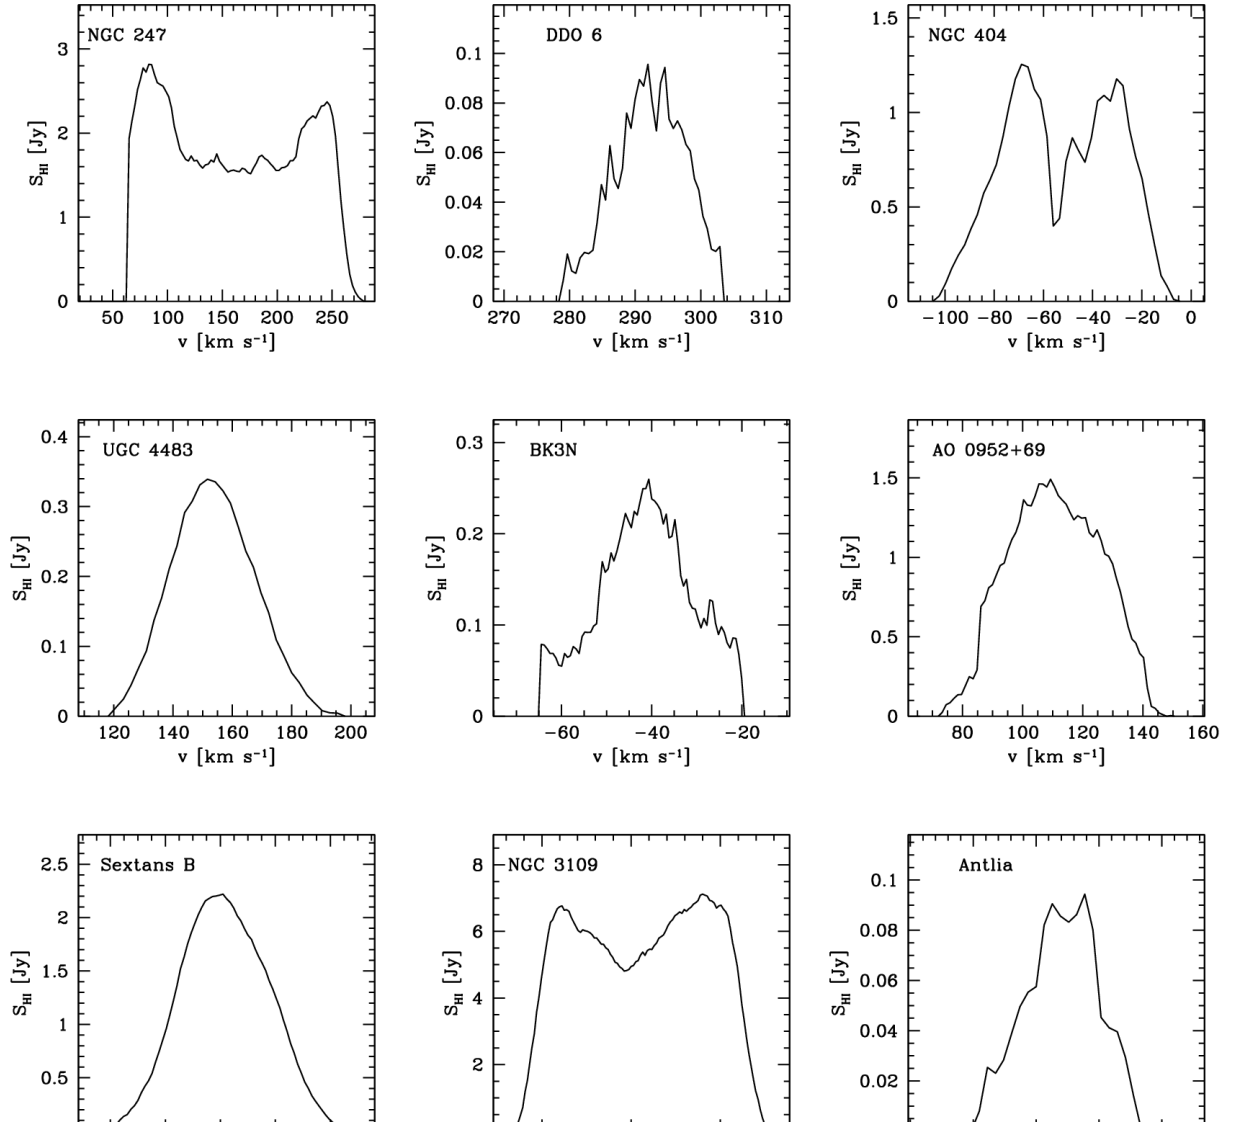 NGC 247
3
2
1
0
S_HI [Jy]
50 100 150 200 250
v [km s⁻¹]
DDO 6
0.1
0.08
0.06
0.04
0.02
0
S_HI [Jy]
270 280 290 300 310
v [km s⁻¹]
NGC 404
1.5
1
0.5
0
S_HI [Jy]
−100 −80 −60 −40 −20 0
v [km s⁻¹]
UGC 4483
0.4
0.3
0.2
0.1
0
S_HI [Jy]
120 140 160 180 200
v [km s⁻¹]
BK3N
0.3
0.2
0.1
0
S_HI [Jy]
−60 −40 −20
v [km s⁻¹]
AO 0952+69
1.5
1
0.5
0
S_HI [Jy]
80 100 120 140 160
v [km s⁻¹]
Sextans B
2.5
2
1.5
1
0.5
S_HI [Jy]
NGC 3109
8
6
4
2
S_HI [Jy]
Antlia
0.1
0.08
0.06
0.04
0.02
S_HI [Jy]